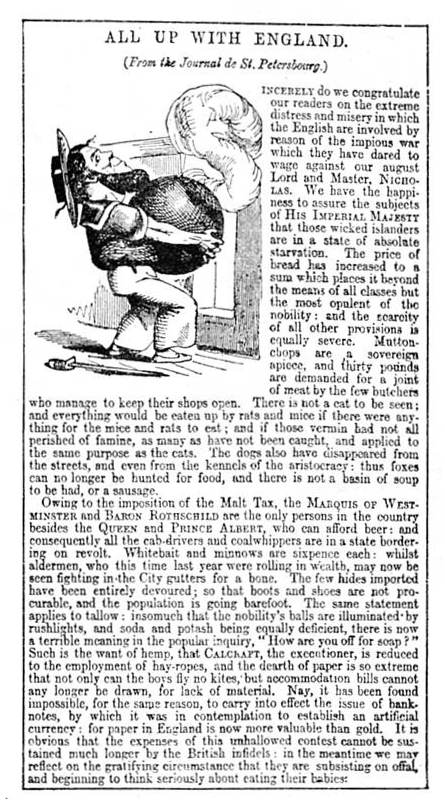 ALL UP WITH ENGLAND.
(From the Journal de St. Petersbourg.)
INCERELY do we congratulate
our readers on the extreme
distress and misery in which
the English are involved by
reason of the impious war
which they have dared to
wage against our august
Lord and Master, NICHO-
LAS. We have the happi-
ness to assure the subjects
of HIS IMPERIAL MAJESTY
that those wicked islanders
are in a state of absolute
starvation. The price of
bread has increased to a
sum which places it beyond
the means of all classes but
the most opulent of the
nobility: and the scarcity
of all other provisions is
equally severe. Mutton-
chops are a sovereign
apiece, and thirty pounds
are demanded for a joint
of meat by the few butchers
who manage to keep their shops open. There is not a cat to be seen;
and everything would be eaten up by rats and mice if there were any-
thing for the mice and rats to eat; and if those vermin had not all
perished of famine, as many as have not been caught, and applied to
the same purpose as the cats. The dogs also have disappeared from
the streets, and even from the kennels of the aristocracy: thus foxes
can no longer be hunted for food, and there is not a basin of soup
to be had, or a sausage.
Owing to the imposition of the Malt Tax, the MARQUIS OF WEST-
MINSTER and BARON ROTHSCHILD are the only persons in the country
besides the QUEEN and PRINCE ALBERT, who can afford beer: and
consequently all the cab-drivers and coalwhippers are in a state border-
ing on revolt. Whitebait and minnows are sixpence each: whilst
aldermen, who this time last year were rolling in wealth, may now be
seen fighting in the City gutters for a bone. The few hides imported
have been entirely devoured; so that boots and shoes are not pro-
curable, and the population is going barefoot. The same statement
applies to tallow: insomuch that the nobility's balls are illuminated by
rushlights, and soda and potash being equally deficient, there is now
a terrible meaning in the popular inquiry, "How are you off for soap?"
Such is the want of hemp, that CALCRAFT, the executioner, is reduced
to the employment of hay-ropes, and the dearth of paper is so extreme
that not only can the boys fly no kites, but accommodation bills cannot
any longer be drawn, for lack of material. Nay, it has been found
impossible, for the same reason, to carry into effect the issue of bank-
notes, by which it was in contemplation to establish an artificial
currency: for paper in England is now more valuable than gold. It is
obvious that the expenses of this unhallowed contest cannot be sus-
tained much longer by the British infidels: in the meantime we may
reflect on the gratifying circumstance that they are subsisting on offal,
and beginning to think seriously about eating their babies.